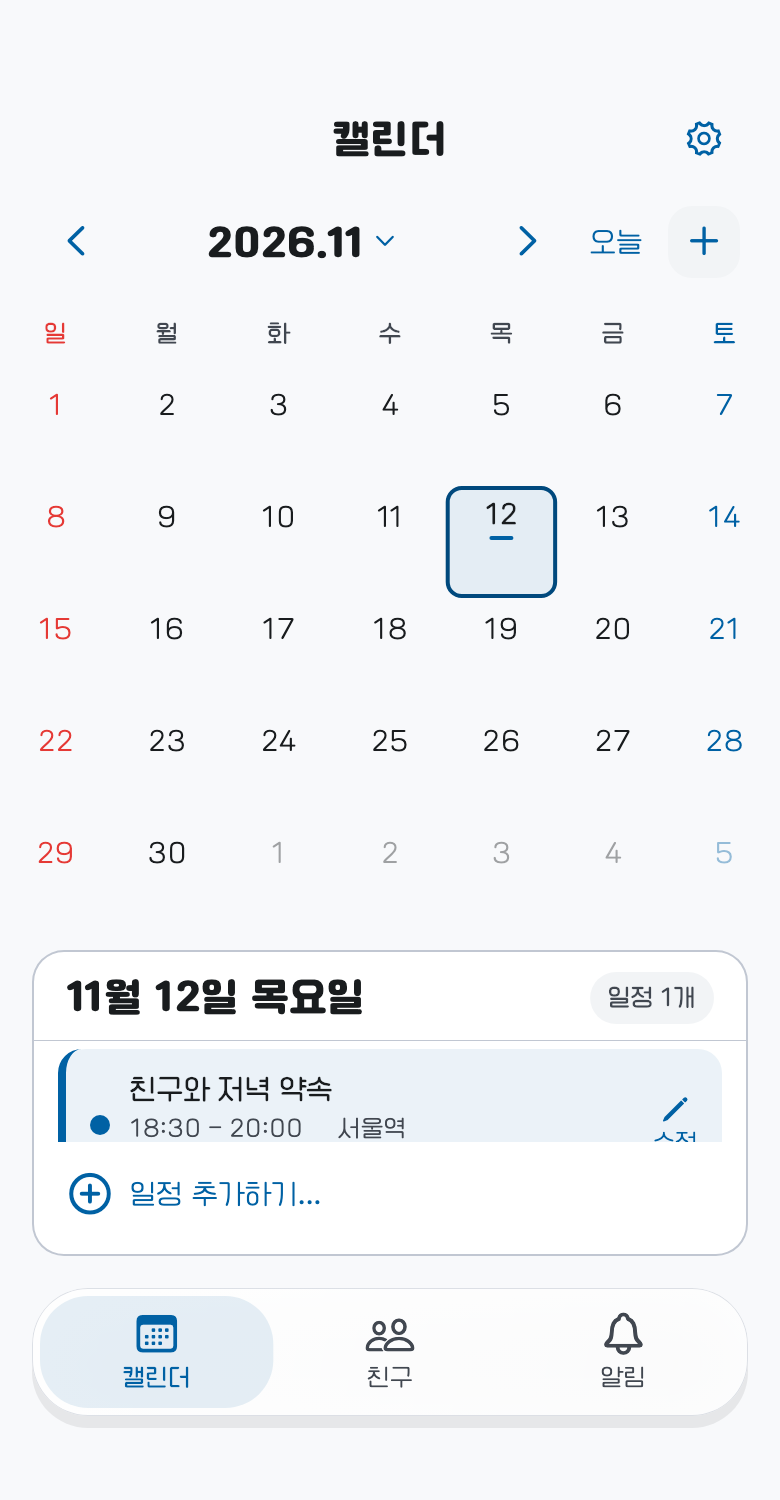 캘린더
2026.11 오늘
일 월 화 수 목 금 토
1 2 3 4 5 6 7
8 9 10 11 12 13 14
15 16 17 18 19 20 21
22 23 24 25 26 27 28
29 30 1 2 3 4 5
11월 12일 목요일 일정 1개
친구와 저녁 약속
18:30 – 20:00 서울역
일정 추가하기...
캘린더 친구 알림